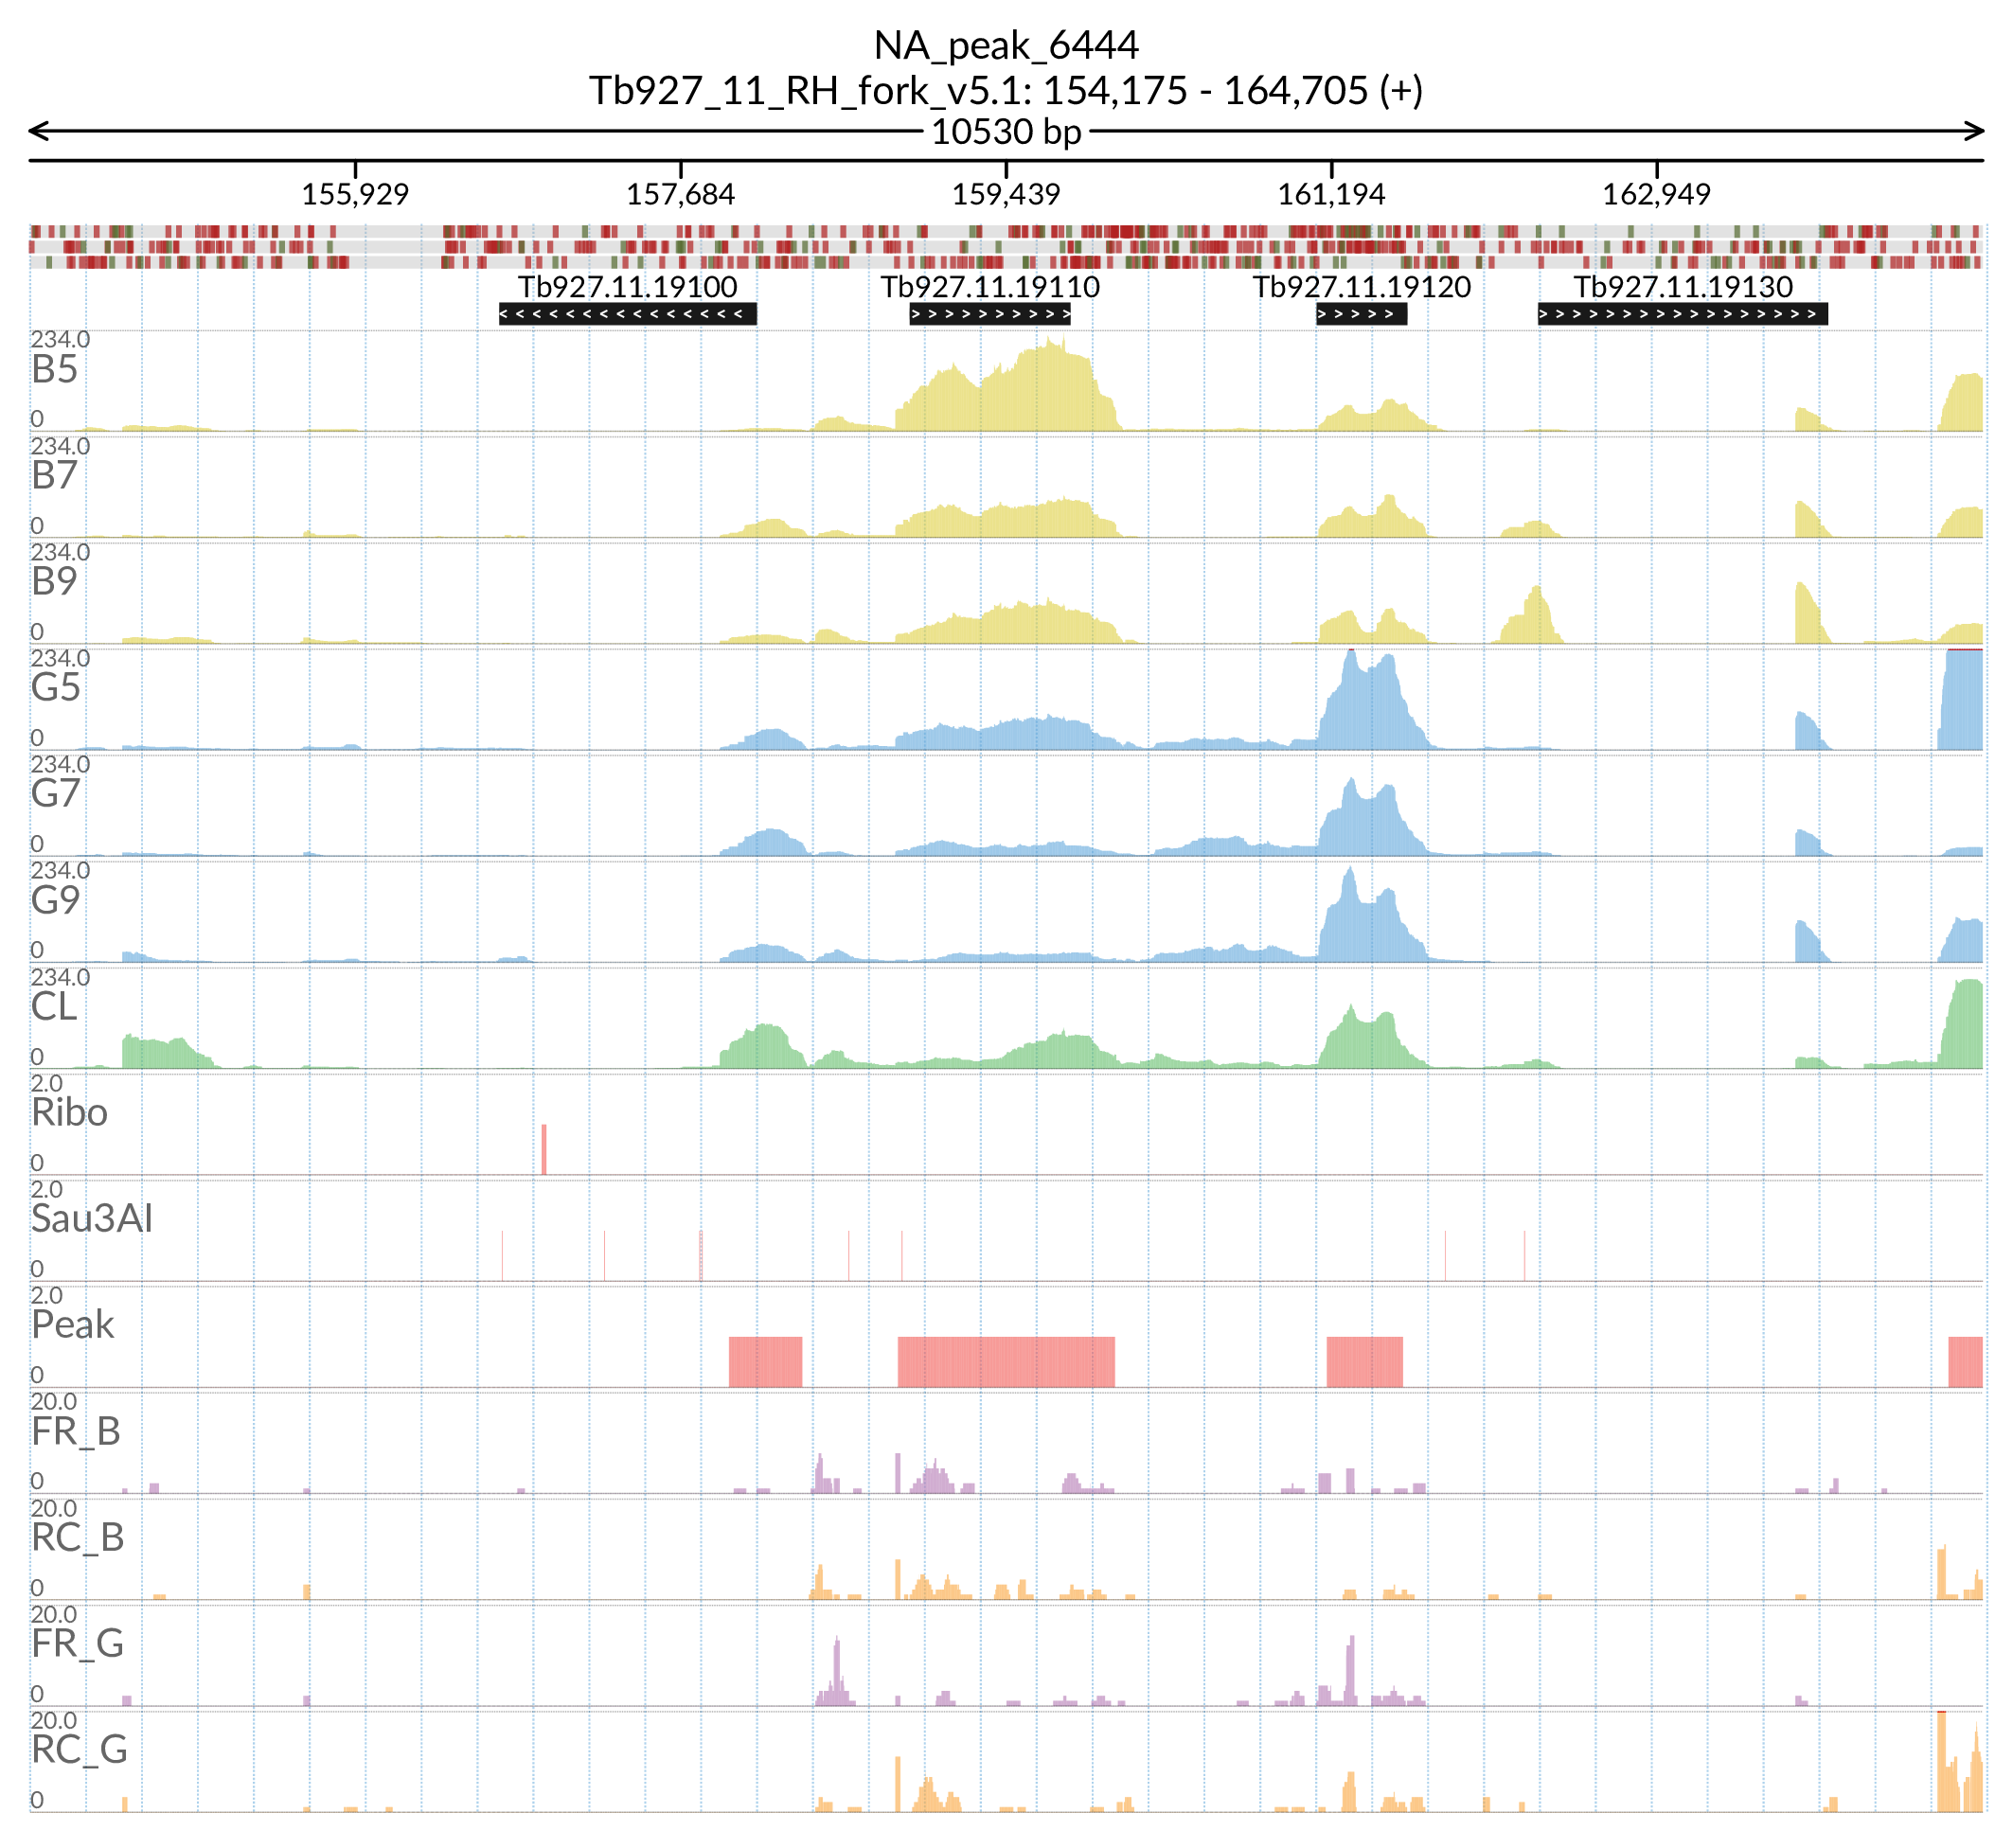 NA_peak_6444
Tb927_11_RH_fork_v5.1: 154,175 - 164,705 (+)
10530 bp
155,929 157,684 159,439 161,194 162,949
Tb927.11.19100 Tb927.11.19110 Tb927.11.19120 Tb927.11.19130
234.0
B5
0
234.0
B7
0
234.0
B9
0
234.0
G5
0
234.0
G7
0
234.0
G9
0
234.0
CL
0
2.0
Ribo
0
2.0
Sau3AI
0
2.0
Peak
0
20.0
FR_B
0
20.0
RC_B
0
20.0
FR_G
0
20.0
RC_G
0